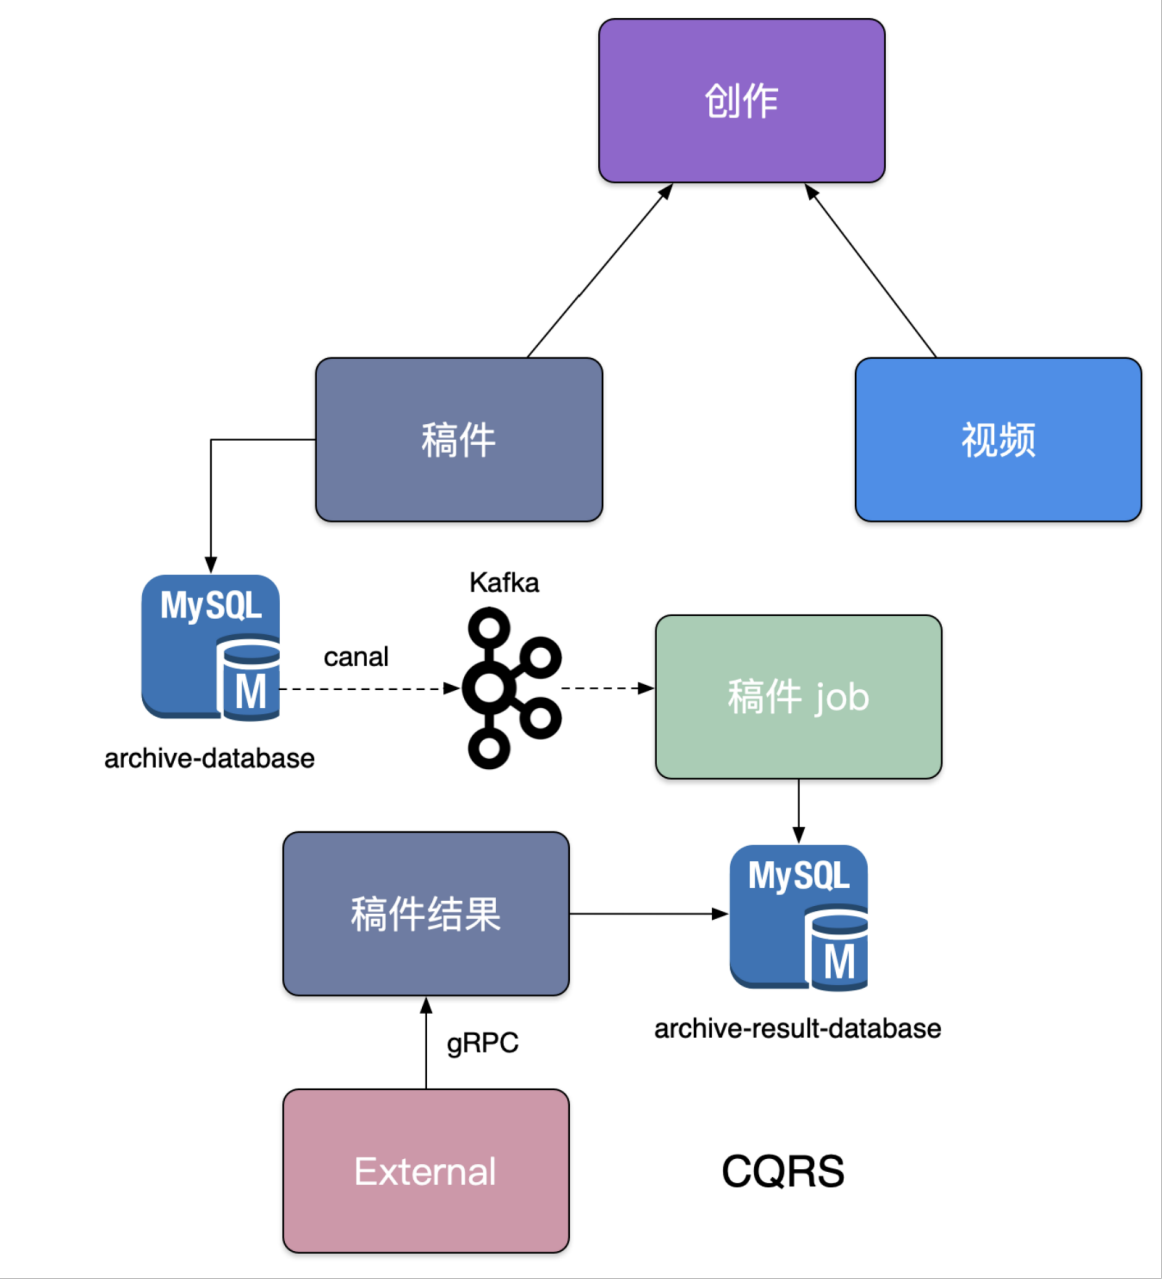 创作
稿件
视频
MySQL
M
archive-database
canal
Kafka
稿件 job
稿件结果
MySQL
M
archive-result-database
gRPC
External
CQRS